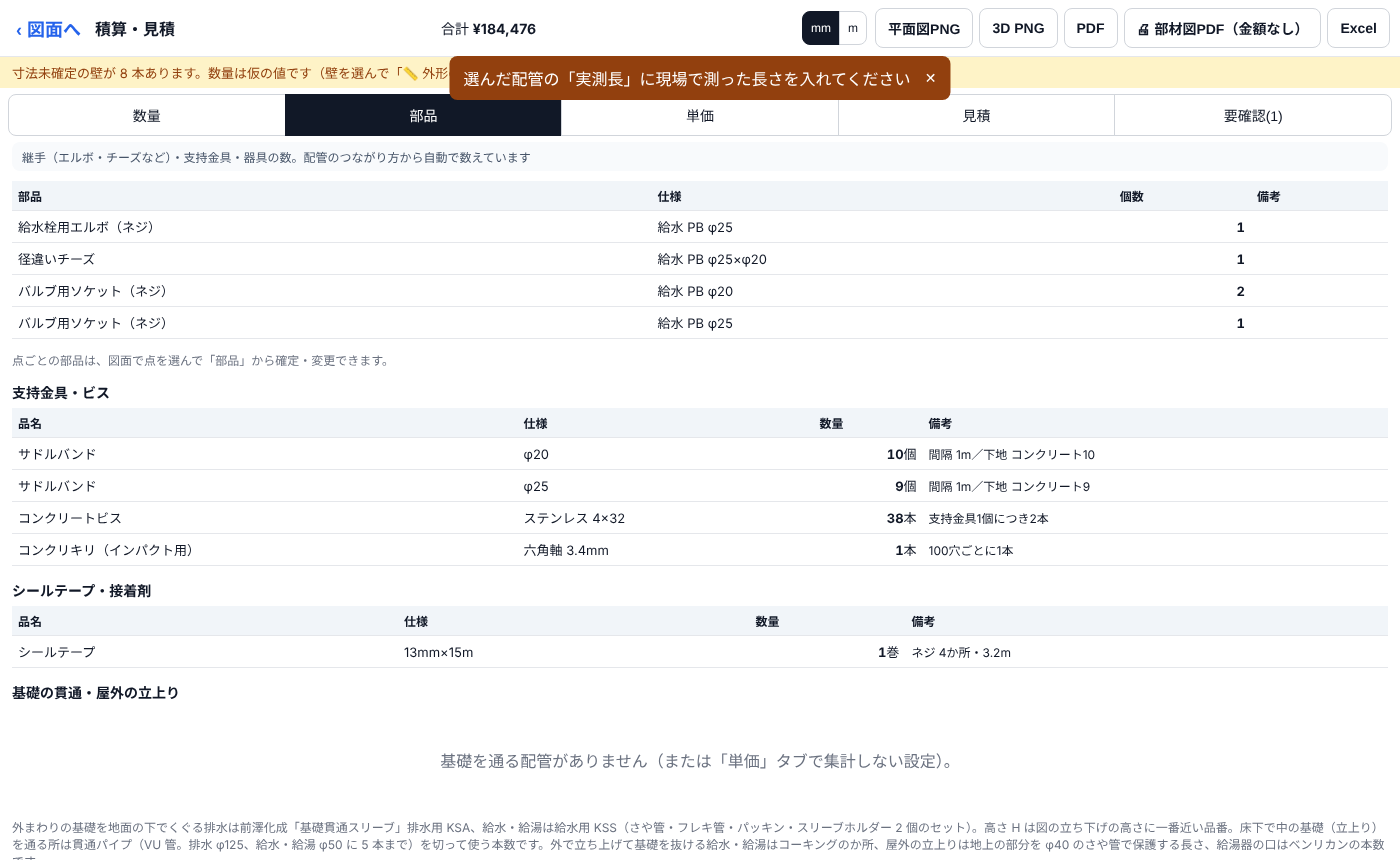 ‹ 図面へ 積算・見積 合計 ¥184,476 mm m 平面図PNG 3D PNG PDF 🖨 部材図PDF（金額なし） Excel
寸法未確定の壁が 8 本あります。数量は仮の値です（壁を選んで「📏 外形
選んだ配管の「実測長」に現場で測った長さを入れてください ×
数量 部品 単価 見積 要確認(1)
継手（エルボ・チーズなど）・支持金具・器具の数。配管のつながり方から自動で数えています
部品 仕様 個数 備考
給水栓用エルボ（ネジ） 給水 PB φ25 1
径違いチーズ 給水 PB φ25×φ20 1
バルブ用ソケット（ネジ） 給水 PB φ20 2
バルブ用ソケット（ネジ） 給水 PB φ25 1
点ごとの部品は、図面で点を選んで「部品」から確定・変更できます。
支持金具・ビス
品名 仕様 数量 備考
サドルバンド φ20 10個 間隔 1m／下地 コンクリート10
サドルバンド φ25 9個 間隔 1m／下地 コンクリート9
コンクリートビス ステンレス 4×32 38本 支持金具1個につき2本
コンクリキリ（インパクト用） 六角軸 3.4mm 1本 100穴ごとに1本
シールテープ・接着剤
品名 仕様 数量 備考
シールテープ 13mm×15m 1巻 ネジ 4か所・3.2m
基礎の貫通・屋外の立上り
基礎を通る配管がありません（または「単価」タブで集計しない設定）。
外まわりの基礎を地面の下でくぐる排水は前澤化成「基礎貫通スリーブ」排水用 KSA、給水・給湯は給水用 KSS（さや管・フレキ管・パッキン・スリーブホルダー 2 個のセット）。高さ H は図の立ち下げの高さに一番近い品番。床下で中の基礎（立上り）
を通る所は貫通パイプ（VU 管。排水 φ125、給水・給湯 φ50 に 5 本まで）を切って使う本数です。外で立ち上げて基礎を抜ける給水・給湯はコーキングのか所、屋外の立上りは地上の部分を φ40 のさや管で保護する長さ、給湯器の口はベンリカンの本数
です。